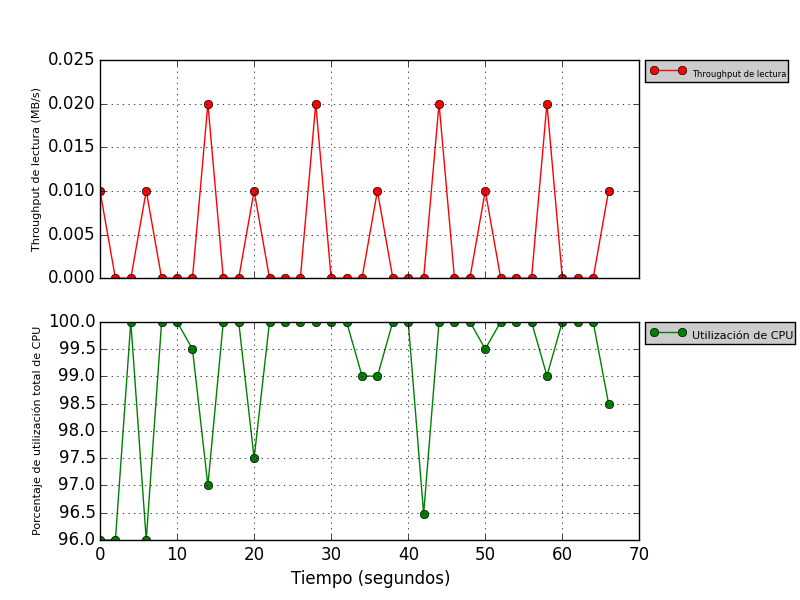 0.025
0.020
0.015
0.010
0.005
0.000
Throughput de lectura (MB/s)
Throughput de lectura
100.0
99.5
99.0
98.5
98.0
97.5
97.0
96.5
96.0
Porcentaje de utilización total de CPU
Utilización de CPU
0 10 20 30 40 50 60 70
Tiempo (segundos)